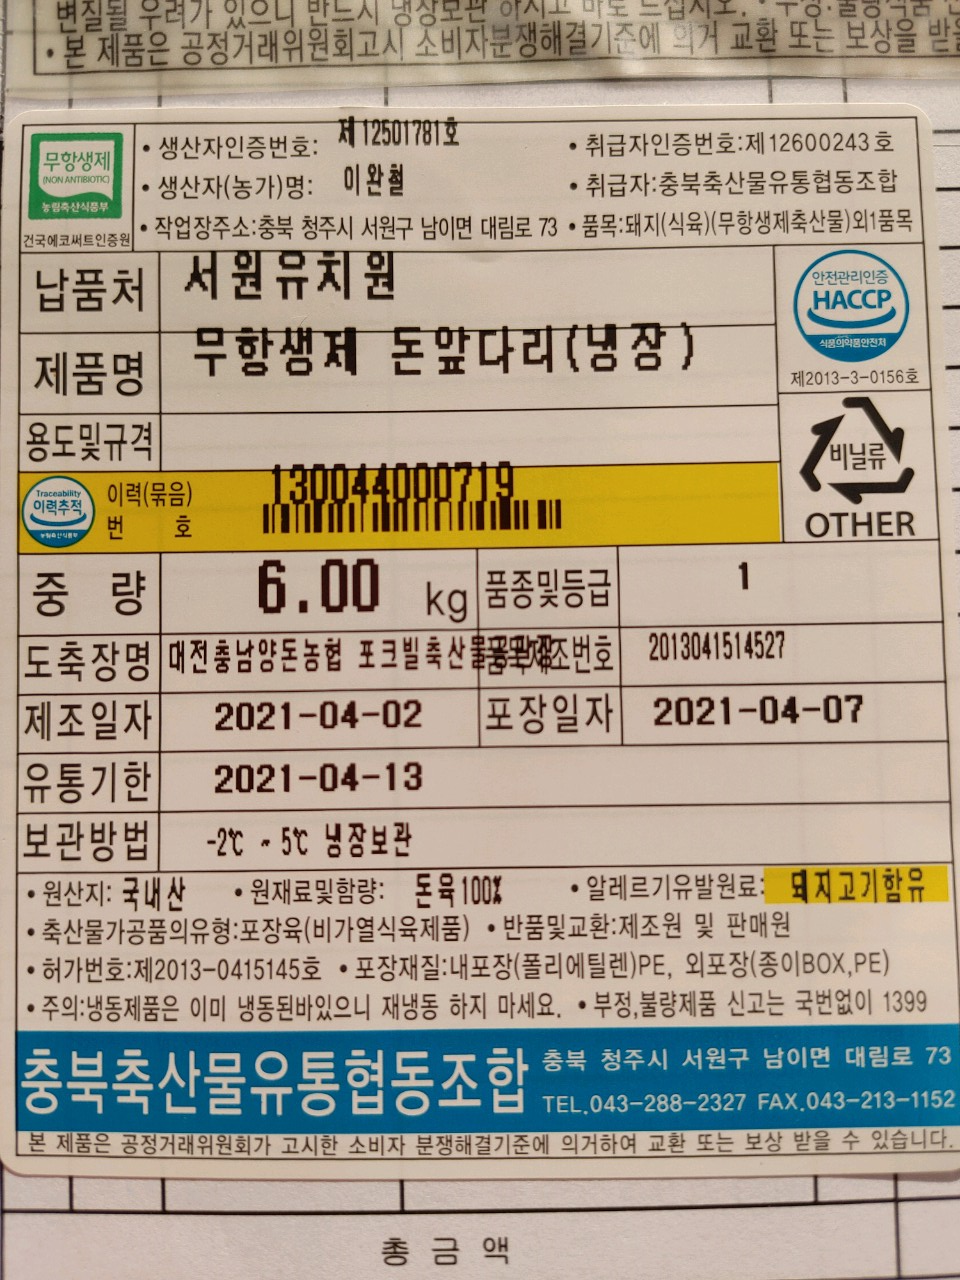 변질될 우려가 있으니 반드시 냉장보관 하시고 바로 드십시오.
• 본 제품은 공정거래위원회고시 소비자분쟁해결기준에 의거 교환 또는 보상을 받을
무항생제
(NON ANTIBIOTIC)
농림축산식품부
건국에코써트인증원
• 생산자인증번호: 제12501781호
• 취급자인증번호:제12600243호
• 생산자(농가)명: 이완철
• 취급자:충북축산물유통협동조합
• 작업장주소:충북 청주시 서원구 남이면 대림로 73 • 품목:돼지(식육)(무항생제축산물)외1품목
납품처 서원유치원
제품명 무항생제 돈앞다리(냉장)
안전관리인증
HACCP
식품의약품안전처
제2013-3-0156호
용도및규격
비닐류
OTHER
Traceability
이력추적
농림축산식품부
이력(묶음)
번 호
130044000719
중 량 6.00 kg 품종및등급 1
도축장명 대전충남양돈농협 포크빌축산물 2013041514527
제조일자 2021-04-02 포장일자 2021-04-07
유통기한 2021-04-13
보관방법 -2℃ ~ 5℃ 냉장보관
• 원산지: 국내산 • 원재료및함량: 돈육100% • 알레르기유발원료: 돼지고기함유
• 축산물가공품의유형:포장육(비가열식육제품) • 반품및교환:제조원 및 판매원
• 허가번호:제2013-0415145호 • 포장재질:내포장(폴리에틸렌)PE, 외포장(종이BOX,PE)
• 주의:냉동제품은 이미 냉동된바있으니 재냉동 하지 마세요. • 부정,불량제품 신고는 국번없이 1399
충북축산물유통협동조합 충북 청주시 서원구 남이면 대림로 73
TEL.043-288-2327 FAX.043-213-1152
본 제품은 공정거래위원회가 고시한 소비자 분쟁해결기준에 의거하여 교환 또는 보상 받을 수 있습니다.
총 금 액